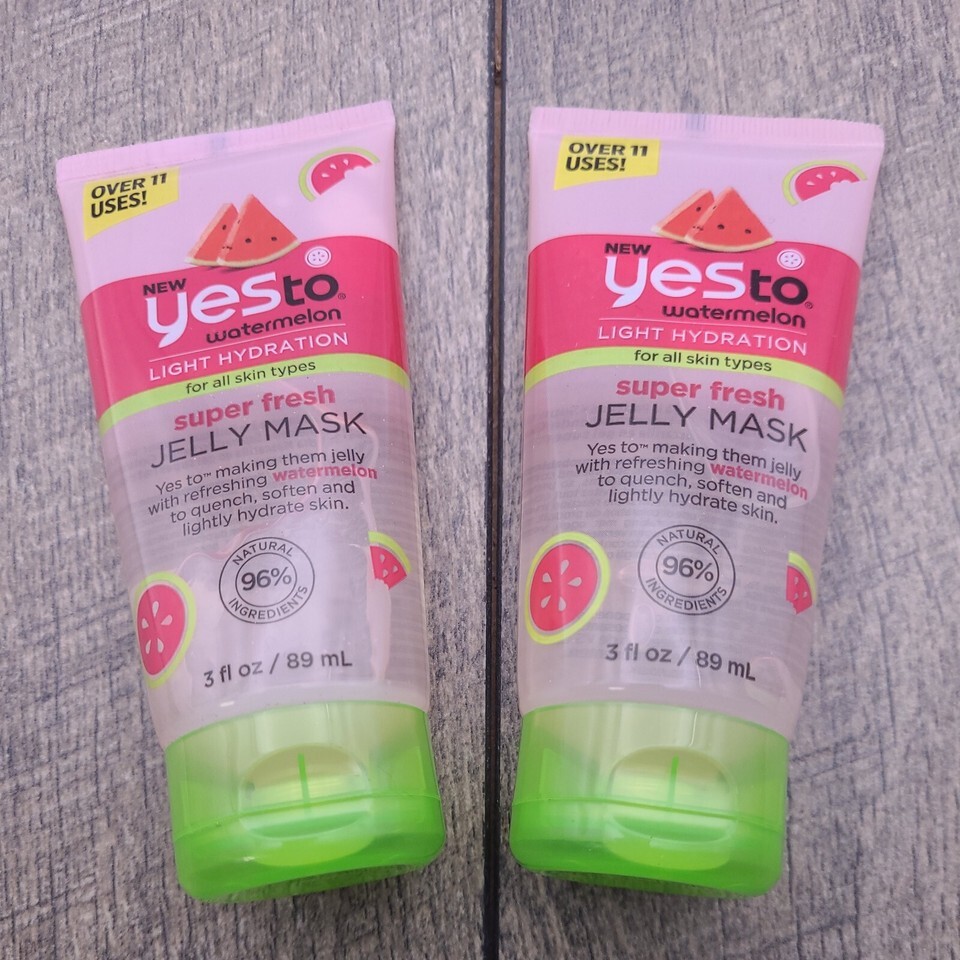 OVER 11
USES!
NEW
yesto®
watermelon
LIGHT HYDRATION
for all skin types
super fresh
JELLY MASK
Yes to™ making them jelly
with refreshing watermelon
to quench, soften and
lightly hydrate skin.
NATURAL
96%
INGREDIENTS
3 fl oz / 89 mL
OVER 11
USES!
NEW
yesto®
watermelon
LIGHT HYDRATION
for all skin types
super fresh
JELLY MASK
Yes to™ making them jelly
with refreshing watermelon
to quench, soften and
lightly hydrate skin.
NATURAL
96%
INGREDIENTS
3 fl oz / 89 mL